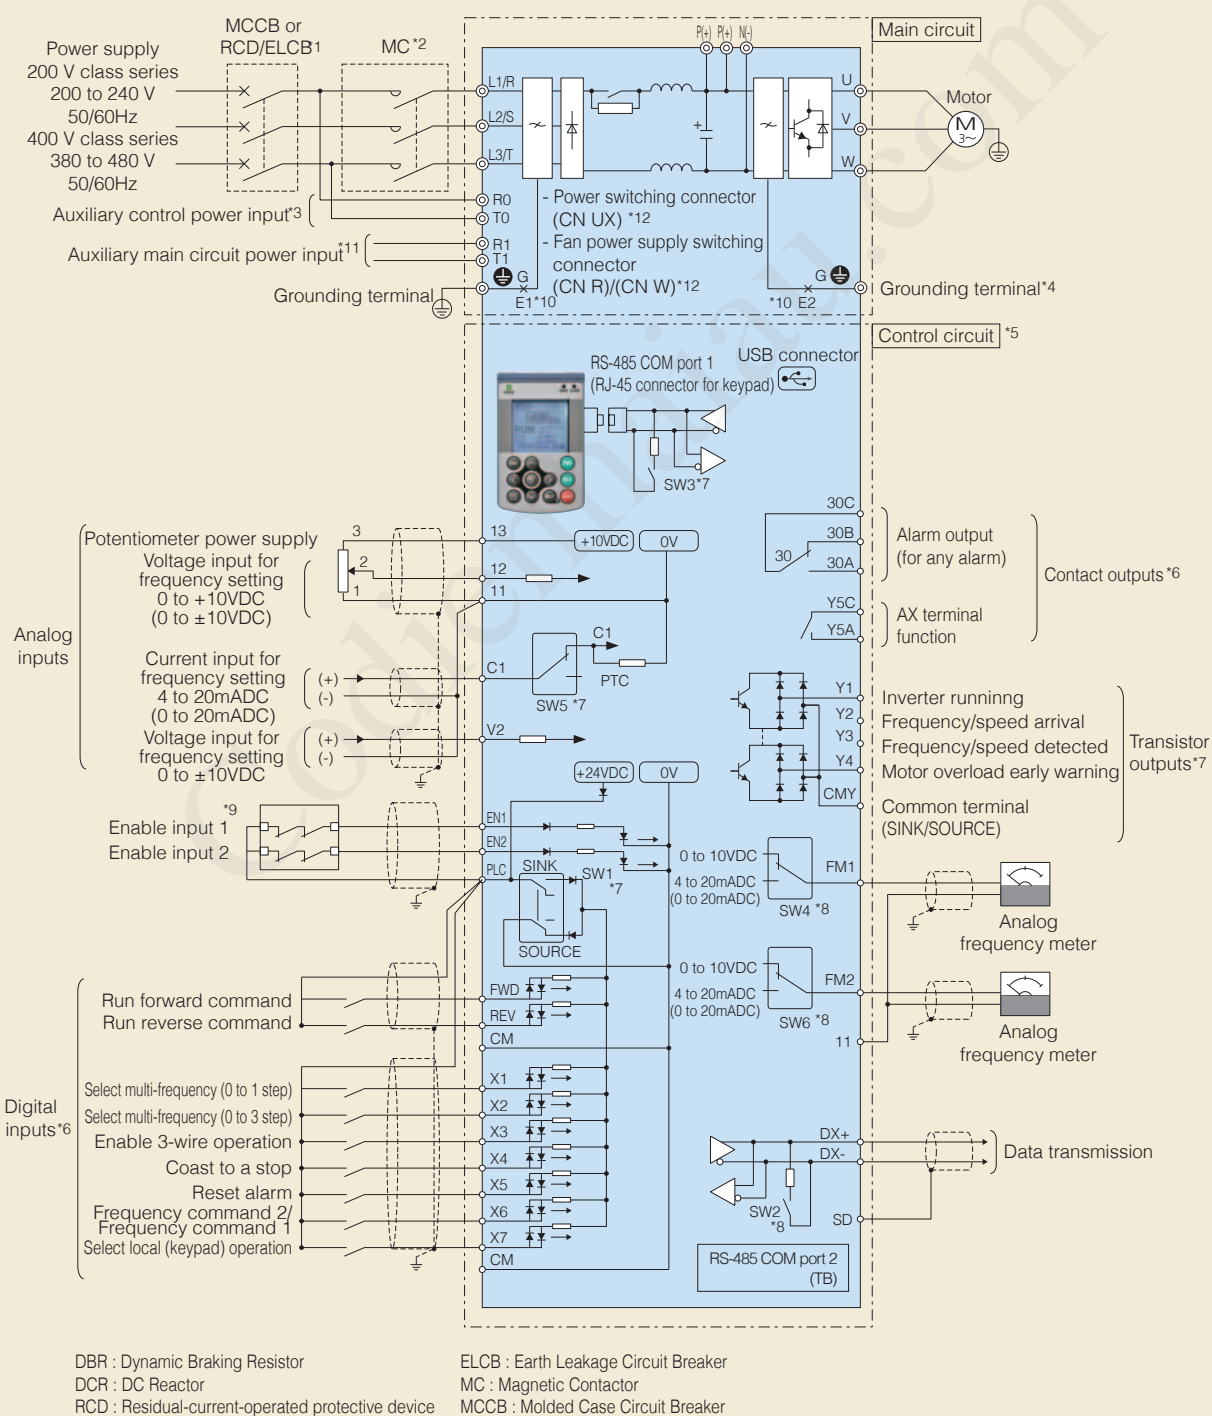 MCCB or
RCD/ELCB*1
MC*2
Power supply
200 V class series
200 to 240 V
50/60Hz
400 V class series
380 to 480 V
50/60Hz
Auxiliary control power input*3
Auxiliary main circuit power input*11
Grounding terminal
L1/R
L2/S
L3/T
R0
T0
R1
T1
G
E1*10
P(+)
P(+)
N(-)
Main circuit
- Power switching connector
(CN UX) *12
- Fan power supply switching
connector
(CN R)/(CN W)*12
U
V
W
Motor
M
3~
G
*10 E2
Grounding terminal*4
Control circuit *5
RS-485 COM port 1
(RJ-45 connector for keypad)
USB connector
SW3*7
Analog
inputs
Potentiometer power supply
Voltage input for
frequency setting
0 to +10VDC
(0 to ±10VDC)
3
2
1
13
12
11
+10VDC
0V
Current input for
frequency setting
4 to 20mADC
(0 to 20mADC)
(+)
(-)
C1
C1
PTC
SW5 *7
Voltage input for
frequency setting
0 to ±10VDC
(+)
(-)
V2
+24VDC
0V
*9
Enable input 1
Enable input 2
EN1
EN2
PLC
SINK
SW1
*7
SOURCE
30C
30B
30
30A
Alarm output
(for any alarm)
Contact outputs*6
Y5C
Y5A
AX terminal
function
Y1
Y2
Y3
Y4
CMY
Inverter runninng
Frequency/speed arrival
Frequency/speed detected
Motor overload early warning
Common terminal
(SINK/SOURCE)
Transistor
outputs*7
0 to 10VDC
4 to 20mADC
(0 to 20mADC)
SW4 *8
FM1
Analog
frequency meter
0 to 10VDC
4 to 20mADC
(0 to 20mADC)
SW6 *8
FM2
11
Analog
frequency meter
Digital
inputs*6
Run forward command
Run reverse command
FWD
REV
CM
Select multi-frequency (0 to 1 step)
Select multi-frequency (0 to 3 step)
Enable 3-wire operation
Coast to a stop
Reset alarm
Frequency command 2/
Frequency command 1
Select local (keypad) operation
X1
X2
X3
X4
X5
X6
X7
CM
DX+
DX-
SD
SW2
*8
Data transmission
RS-485 COM port 2
(TB)
DBR : Dynamic Braking Resistor
DCR : DC Reactor
RCD : Residual-current-operated protective device
ELCB : Earth Leakage Circuit Breaker
MC : Magnetic Contactor
MCCB : Molded Case Circuit Breaker
Codienhanoi.com